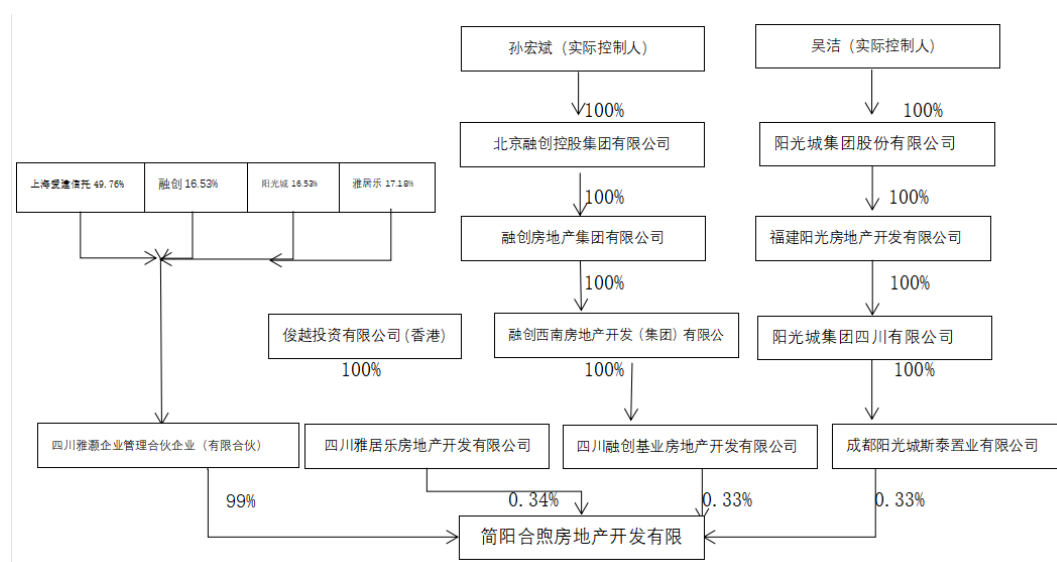 孙宏斌（实际控制人）
吴洁（实际控制人）
100%
100%
北京融创控股集团有限公司
阳光城集团股份有限公司
上海爱建信托 49.76%
融创 16.53%
阳光城 16.53%
雅居乐 17.18%
100%
100%
融创房地产集团有限公司
福建阳光房地产开发有限公司
100%
100%
俊越投资有限公司(香港)
融创西南房地产开发（集团）有限公
阳光城集团四川有限公司
100%
100%
100%
四川雅灏企业管理合伙企业（有限合伙）
四川雅居乐房地产开发有限公司
四川融创基业房地产开发有限公司
成都阳光城斯泰置业有限公司
99%
0.34%
0.33%
0.33%
简阳合煦房地产开发有限